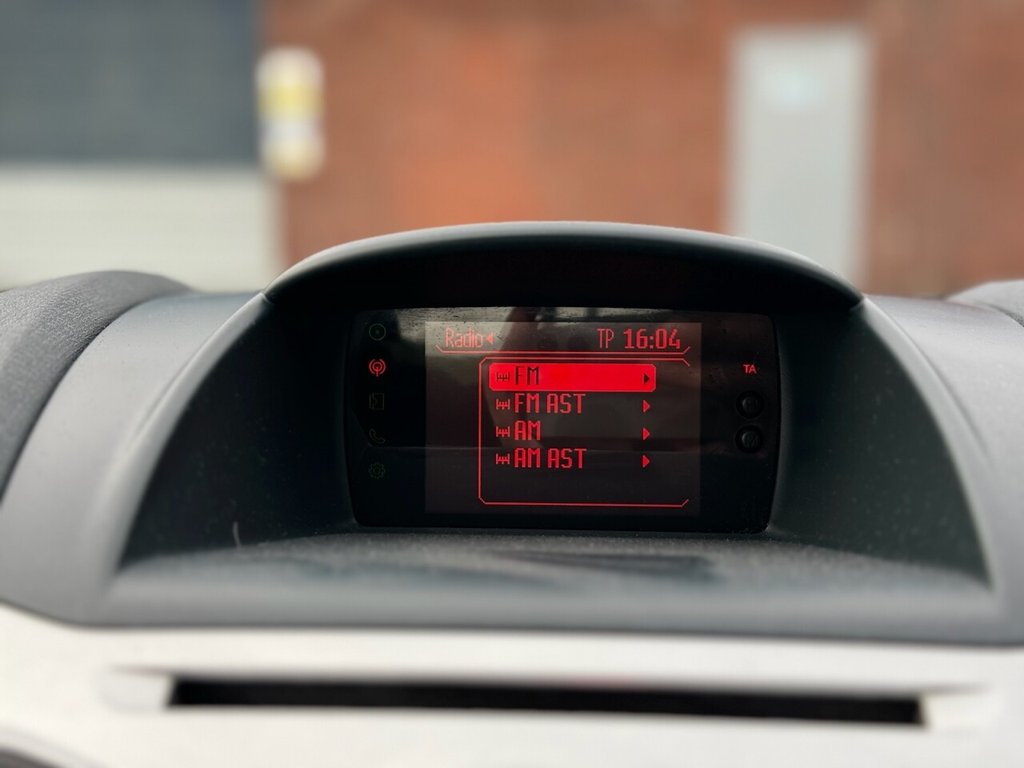 Radio TP 16:04
TA
FM
FM AST
AM
AM AST